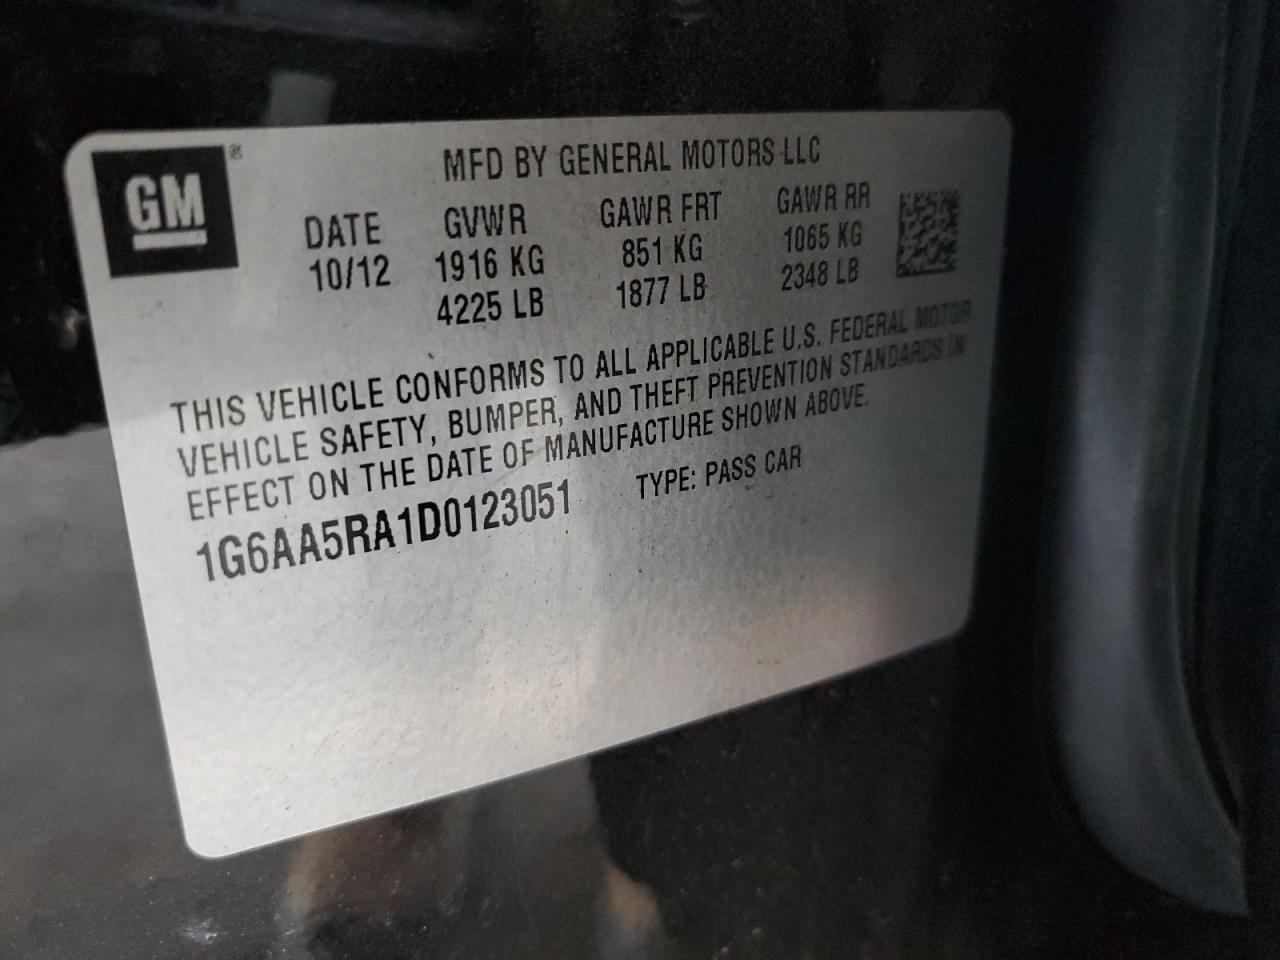 GM ®
MFD BY GENERAL MOTORS LLC
DATE GVWR GAWR FRT GAWR RR
10/12 1916 KG 851 KG 1065 KG
4225 LB 1877 LB 2348 LB
THIS VEHICLE CONFORMS TO ALL APPLICABLE U.S. FEDERAL MOTOR
VEHICLE SAFETY, BUMPER, AND THEFT PREVENTION STANDARDS IN
EFFECT ON THE DATE OF MANUFACTURE SHOWN ABOVE.
1G6AA5RA1D0123051 TYPE: PASS CAR